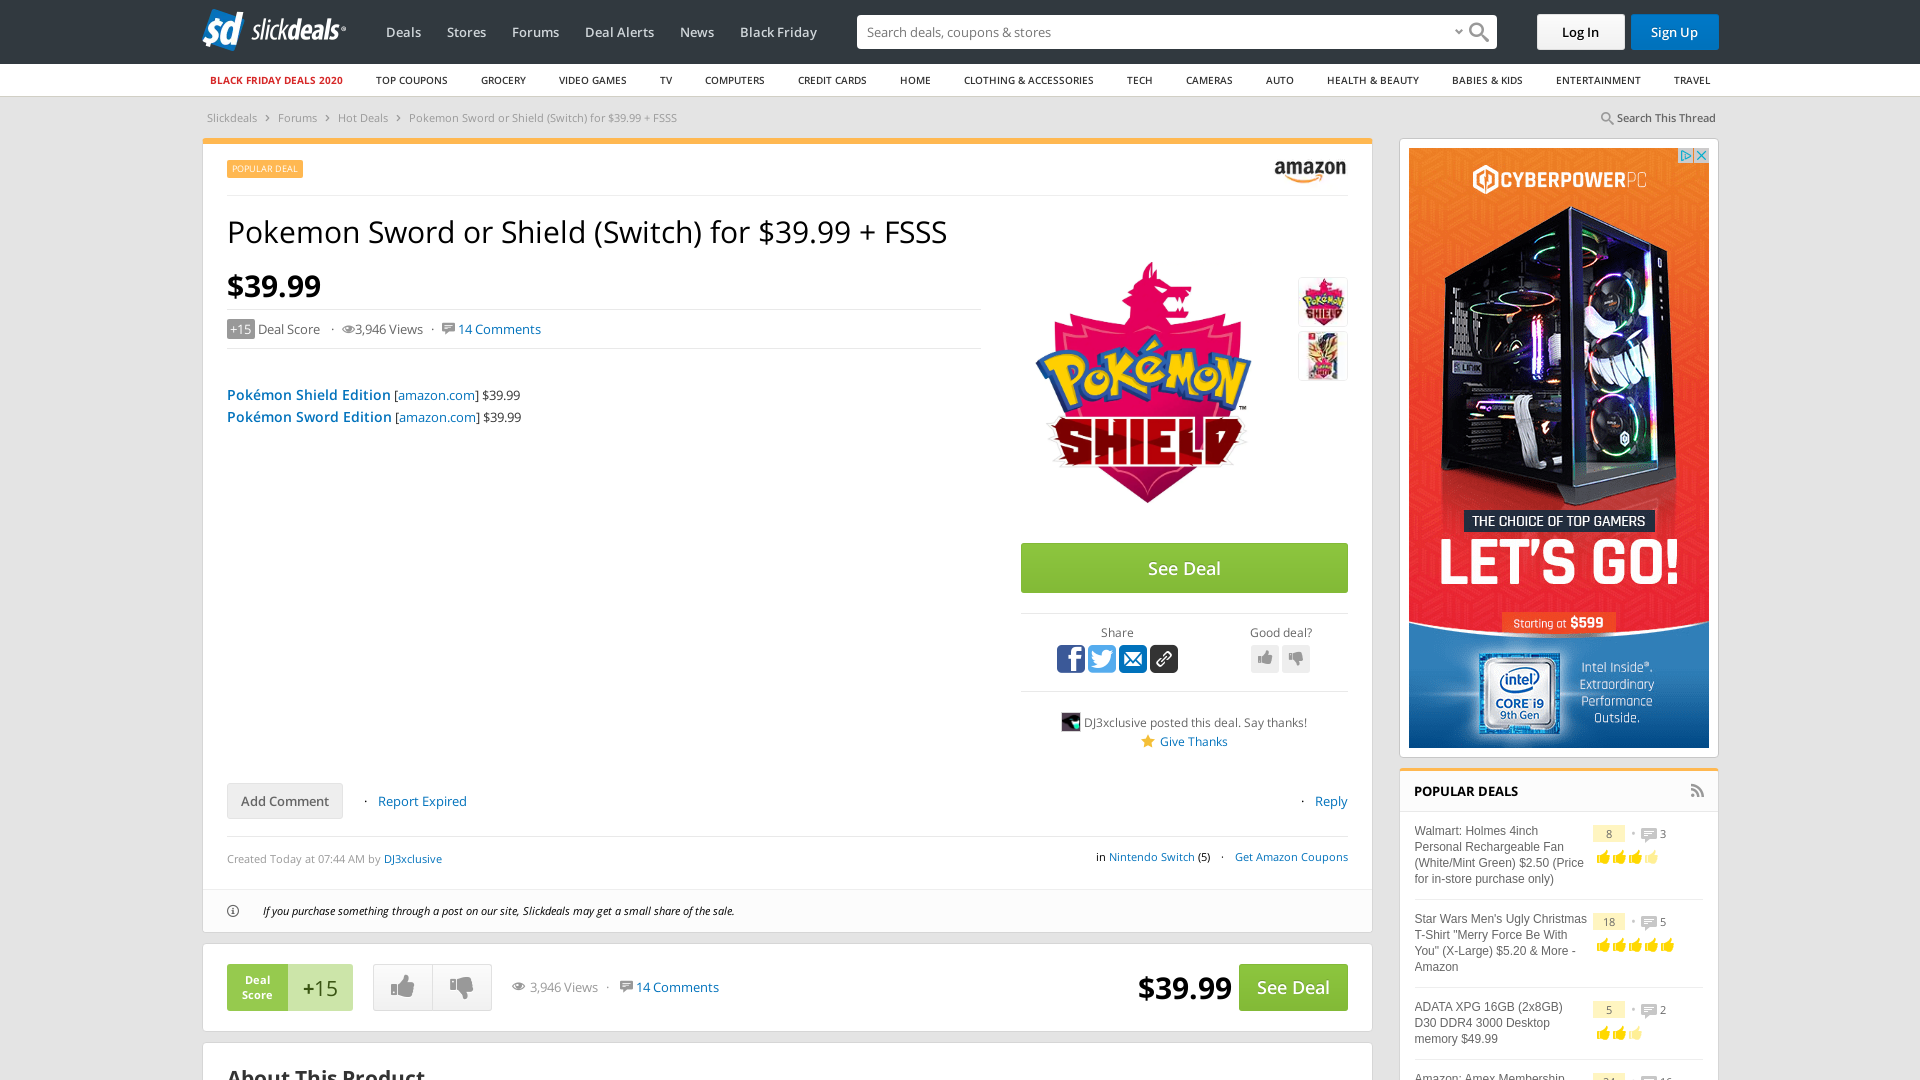 slickdeals
Deals
Stores
Forums
Deal Alerts
News
Black Friday
Search deals, coupons & stores
Log In
Sign Up
BLACK FRIDAY DEALS 2020
TOP COUPONS
GROCERY
VIDEO GAMES
TV
COMPUTERS
CREDIT CARDS
HOME
CLOTHING & ACCESSORIES
TECH
CAMERAS
AUTO
HEALTH & BEAUTY
BABIES & KIDS
ENTERTAINMENT
TRAVEL
Slickdeals > Forums > Hot Deals > Pokemon Sword or Shield (Switch) for $39.99 + FSSS
Search This Thread
POPULAR DEAL
amazon
Pokemon Sword or Shield (Switch) for $39.99 + FSSS
$39.99
+15 Deal Score · 3,946 Views · 14 Comments
Pokémon Shield Edition [amazon.com] $39.99
Pokémon Sword Edition [amazon.com] $39.99
POKéMON
SHIELD
See Deal
Share
Good deal?
DJ3xclusive posted this deal. Say thanks!
Give Thanks
Add Comment · Report Expired
· Reply
Created Today at 07:44 AM by DJ3xclusive
in Nintendo Switch (5) · Get Amazon Coupons
If you purchase something through a post on our site, Slickdeals may get a small share of the sale.
Deal
Score
+15
3,946 Views · 14 Comments
$39.99
See Deal
About This Product
CYBERPOWERPC
THE CHOICE OF TOP GAMERS
LET'S GO!
Starting at $599
intel
CORE i9
9th Gen
Intel Inside®.
Extraordinary
Performance
Outside.
POPULAR DEALS
Walmart: Holmes 4inch
Personal Rechargeable Fan
(White/Mint Green) $2.50 (Price
for in-store purchase only)
8 • 3
Star Wars Men's Ugly Christmas
T-Shirt "Merry Force Be With
You" (X-Large) $5.20 & More -
Amazon
18 • 5
ADATA XPG 16GB (2x8GB)
D30 DDR4 3000 Desktop
memory $49.99
5 • 2
Amazon: Amex Membership